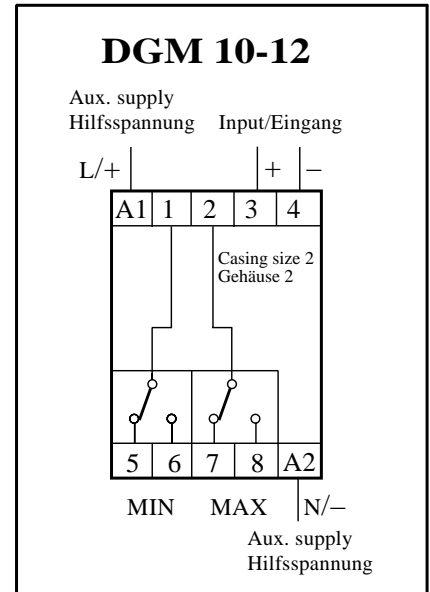 DGM 10-12
Aux. supply
Hilfsspannung Input/Eingang
L/+ + −
A1 1 2 3 4
Casing size 2
Gehäuse 2
5 6 7 8 A2
MIN MAX N/−
Aux. supply
Hilfsspannung